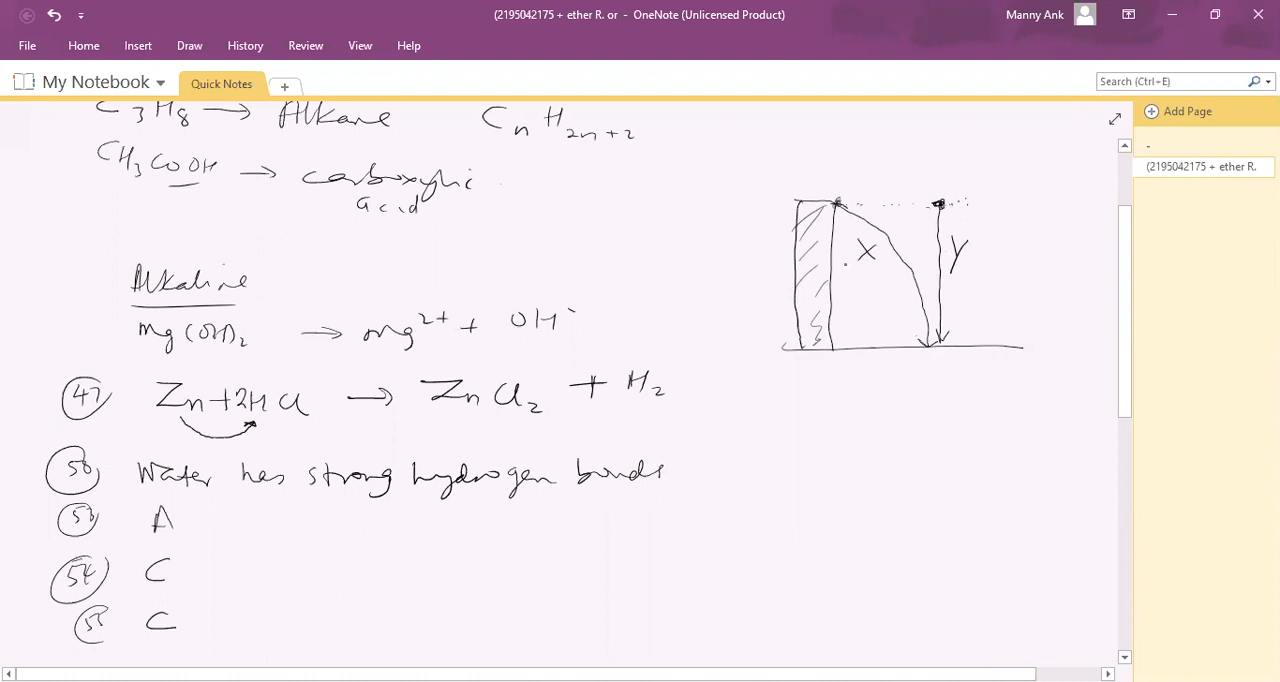 (2195042175 + ether R. or - OneNote (Unlicensed Product)
Manny Ank
File Home Insert Draw History Review View Help
My Notebook Quick Notes
Search (Ctrl+E)
Add Page
-
(2195042175 + ether R.
C3H8 → Alkane CnH2n+2
CH3COOH → carboxylic
acid
Alkaline
Mg(OH)2 → mg2+ + OH-
47 Zn+2HCl → ZnCl2 + H2
50 Water has strong hydrogen bonds
53 A
54 C
55 C
X
Y